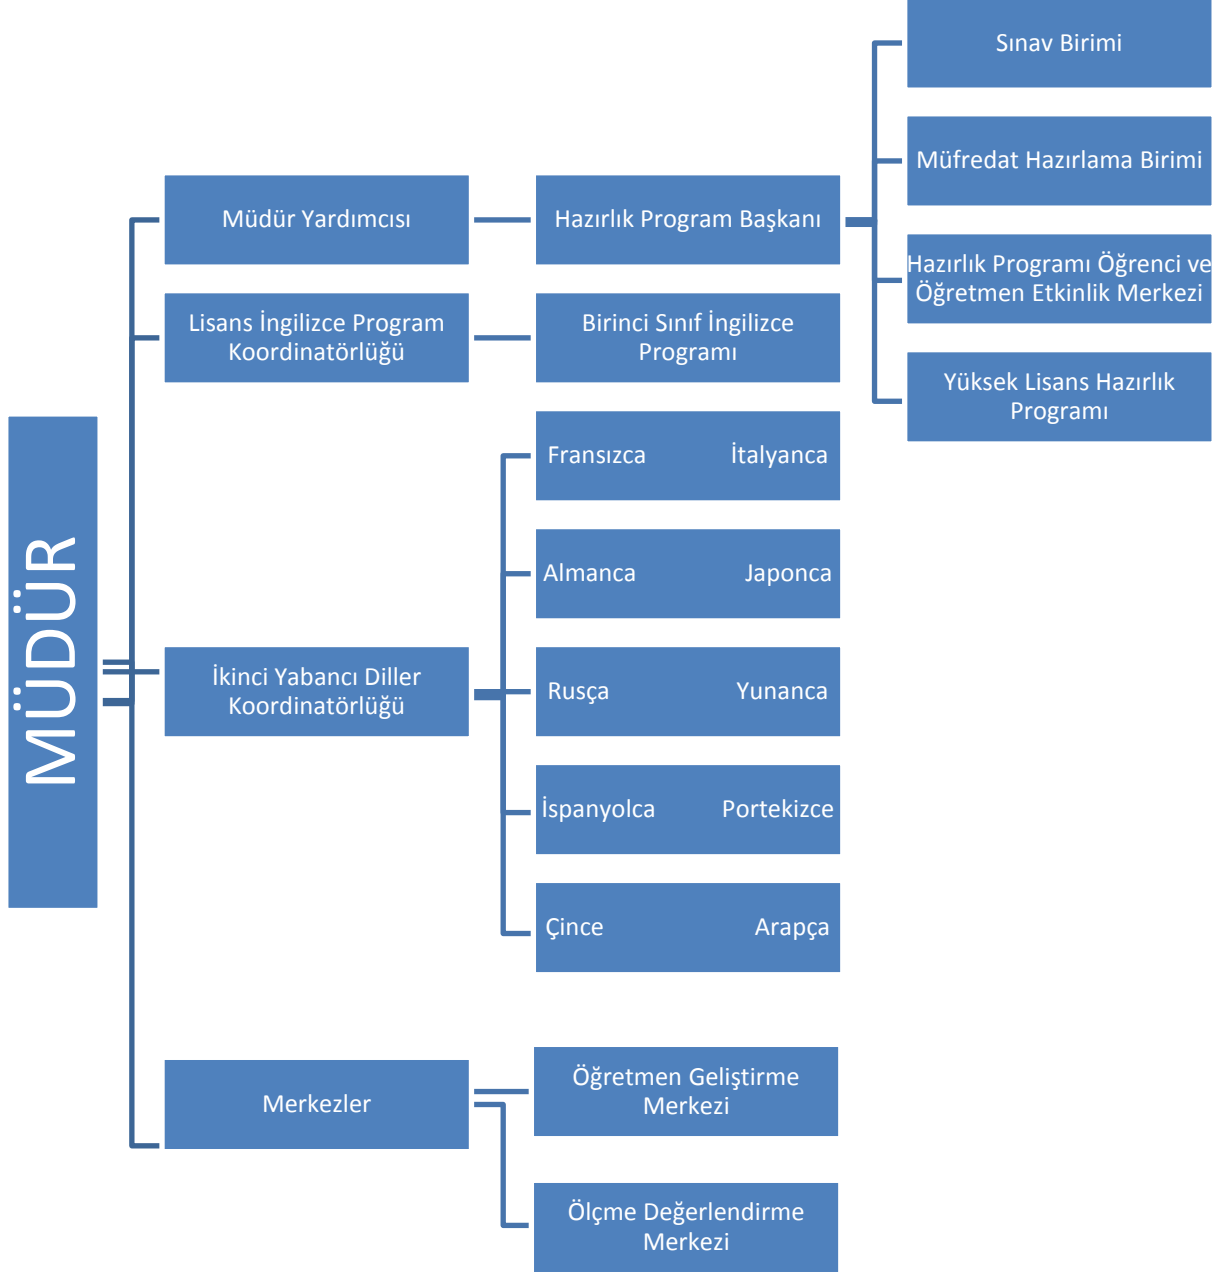 MÜDÜR
Müdür Yardımcısı
Hazırlık Program Başkanı
Sınav Birimi
Müfredat Hazırlama Birimi
Hazırlık Programı Öğrenci ve
Öğretmen Etkinlik Merkezi
Yüksek Lisans Hazırlık
Programı
Lisans İngilizce Program
Koordinatörlüğü
Birinci Sınıf İngilizce
Programı
İkinci Yabancı Diller
Koordinatörlüğü
Fransızca İtalyanca
Almanca Japonca
Rusça Yunanca
İspanyolca Portekizce
Çince Arapça
Merkezler
Öğretmen Geliştirme
Merkezi
Ölçme Değerlendirme
Merkezi